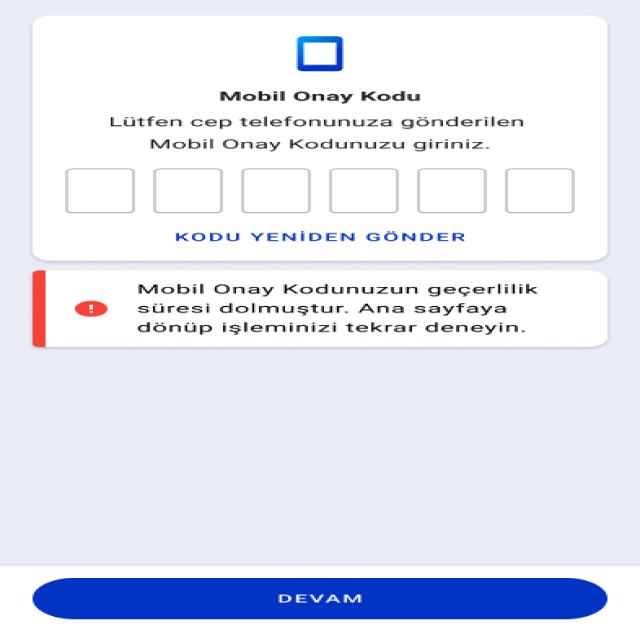 Mobil Onay Kodu
Lütfen cep telefonunuza gönderilen
Mobil Onay Kodunuzu giriniz.
KODU YENİDEN GÖNDER
Mobil Onay Kodunuzun geçerlilik
süresi dolmuştur. Ana sayfaya
dönüp işleminizi tekrar deneyin.
DEVAM